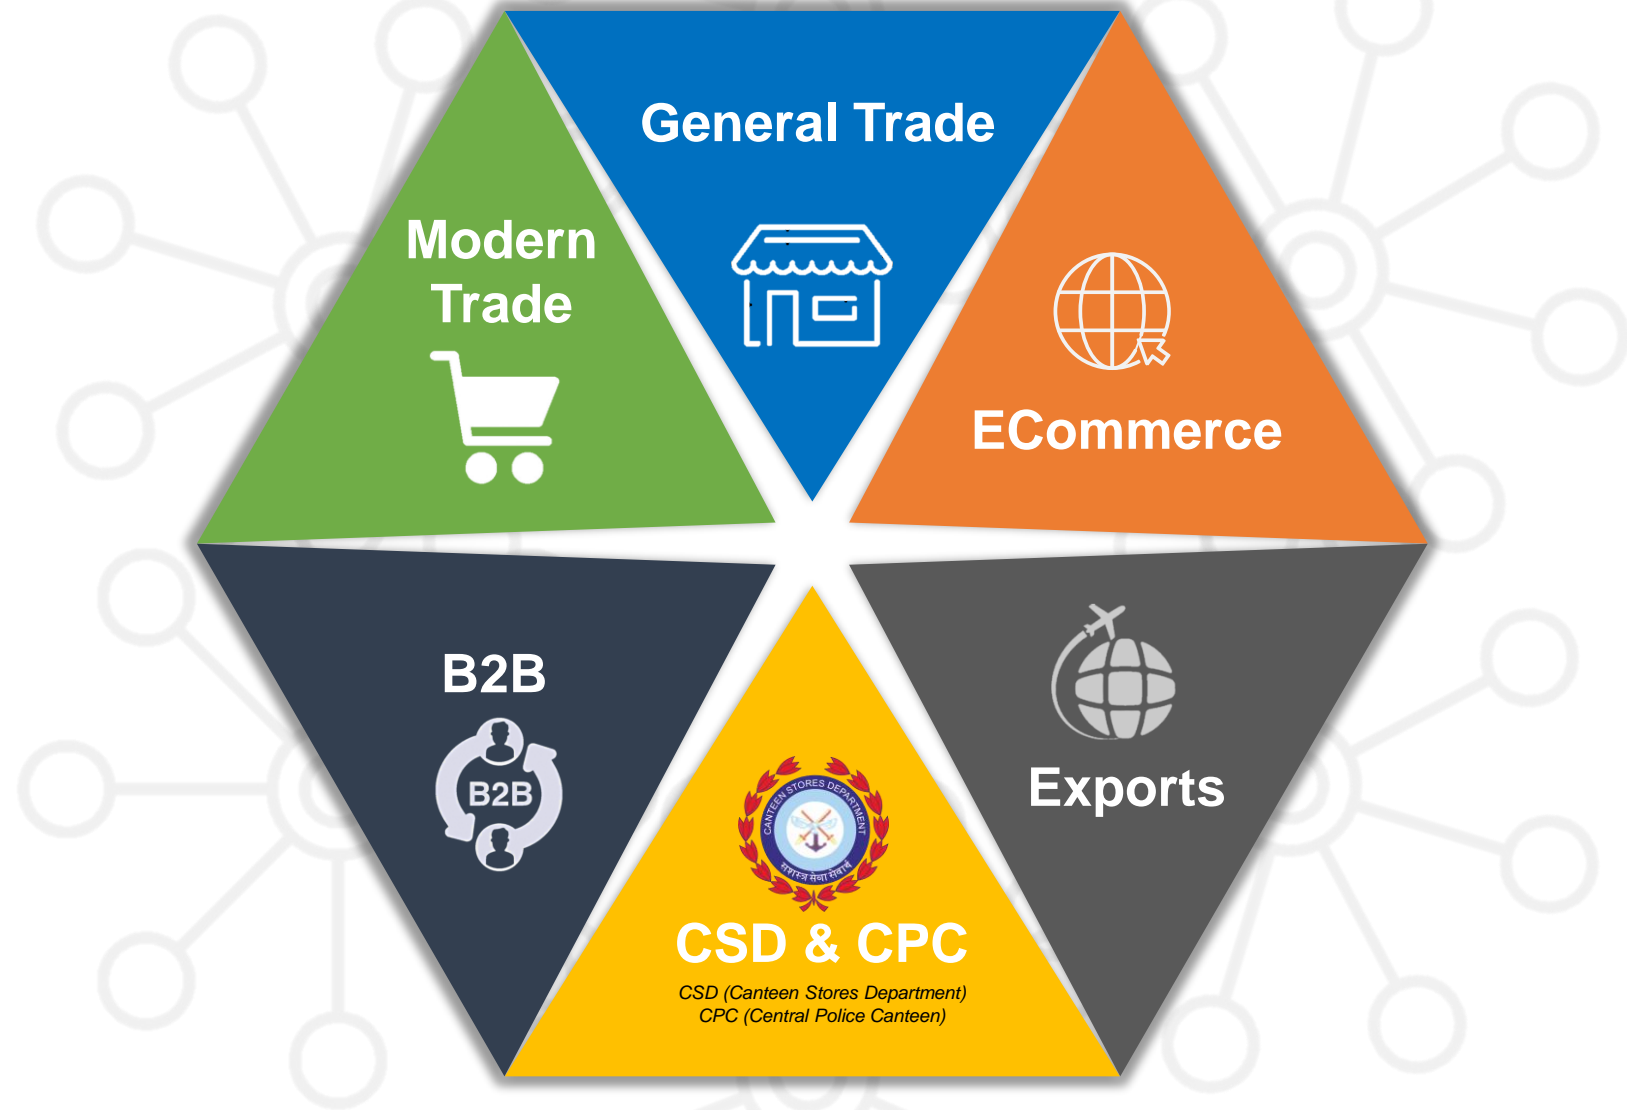 General Trade
Modern
Trade
ECommerce
B2B
B2B
Exports
CANTEEN STORES DEPARTMENT
सशस्त्र सेना सेवार्थ
CSD & CPC
CSD (Canteen Stores Department)
CPC (Central Police Canteen)